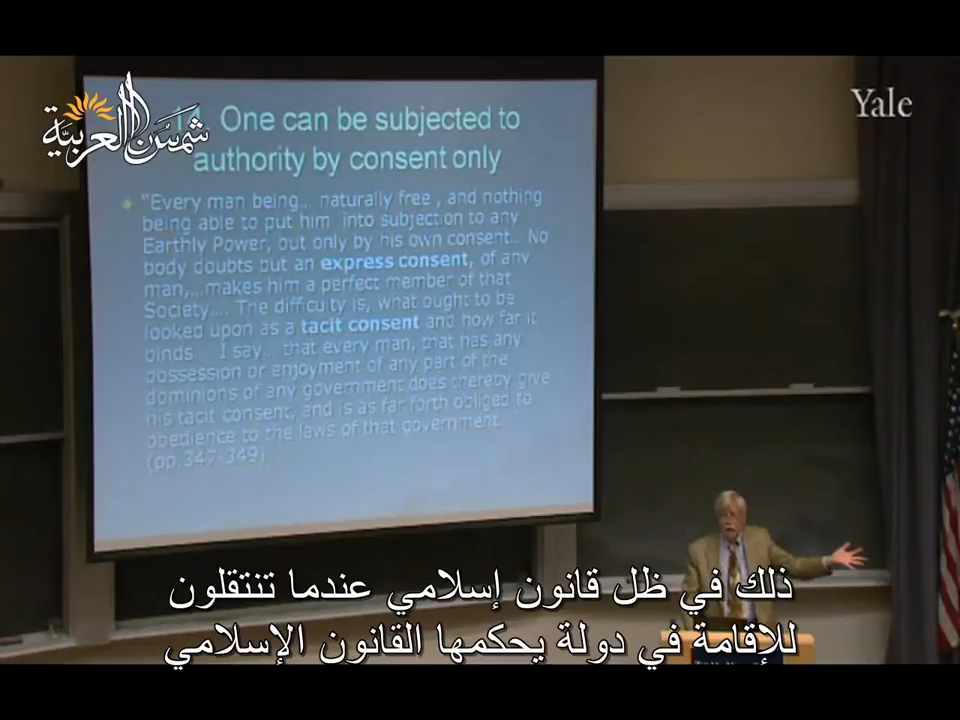 شمس العربية
Yale
14. One can be subjected to
authority by consent only
"Every man being... naturally free , and nothing
being able to put him into subjection to any
Earthly Power, but only by his own consent.. No
body doubts but an express consent, of any
man,...makes him a perfect member of that
Society.... The difficulty is, what ought to be
looked upon as a tacit consent and how far it
binds... I say... that every man, that has any
possession or enjoyment of any part of the
dominions of any government does thereby give
his tacit consent, and is as far forth obliged to
obedience to the laws of that government.
(pp.347-349)
ذلك في ظل قانون إسلامي عندما تنتقلون
للإقامة في دولة يحكمها القانون الإسلامي